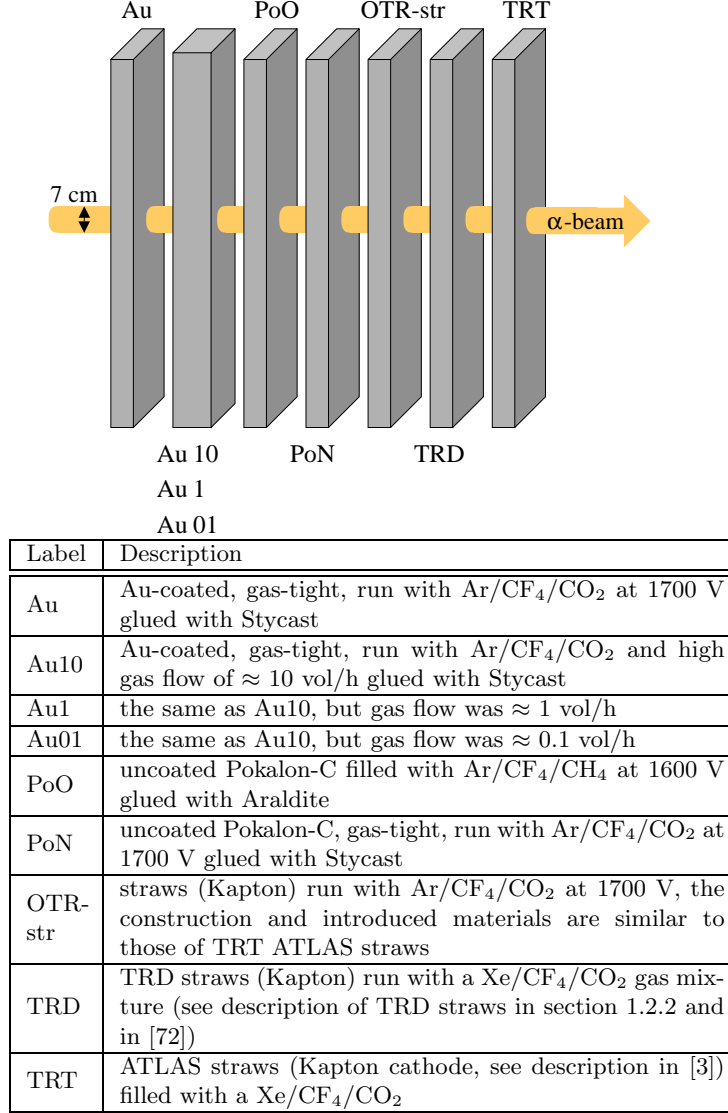 Au PoO OTR-str TRT
7 cm
α-beam
Au 10 PoN TRD
Au 1
Au 01
Label Description
Au Au-coated, gas-tight, run with Ar/CF₄/CO₂ at 1700 V
glued with Stycast
Au10 Au-coated, gas-tight, run with Ar/CF₄/CO₂ and high
gas flow of ≈ 10 vol/h glued with Stycast
Au1 the same as Au10, but gas flow was ≈ 1 vol/h
Au01 the same as Au10, but gas flow was ≈ 0.1 vol/h
PoO uncoated Pokalon-C filled with Ar/CF₄/CH₄ at 1600 V
glued with Araldite
PoN uncoated Pokalon-C, gas-tight, run with Ar/CF₄/CO₂ at
1700 V glued with Stycast
OTR-
str
straws (Kapton) run with Ar/CF₄/CO₂ at 1700 V, the
construction and introduced materials are similar to
those of TRT ATLAS straws
TRD TRD straws (Kapton) run with a Xe/CF₄/CO₂ gas mix-
ture (see description of TRD straws in section 1.2.2 and
in [72])
TRT ATLAS straws (Kapton cathode, see description in [3])
filled with a Xe/CF₄/CO₂